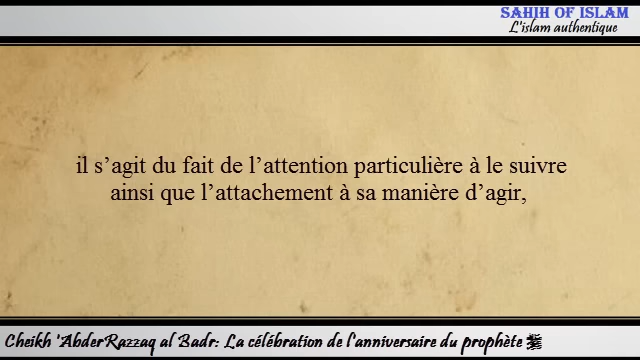 SAHIH OF ISLAM
L'islam authentique
il s’agit du fait de l’attention particulière à le suivre
ainsi que l’attachement à sa manière d’agir,
Cheikh 'AbderRazzaq al Badr: La célébration de l'anniversaire du prophète ﷺ